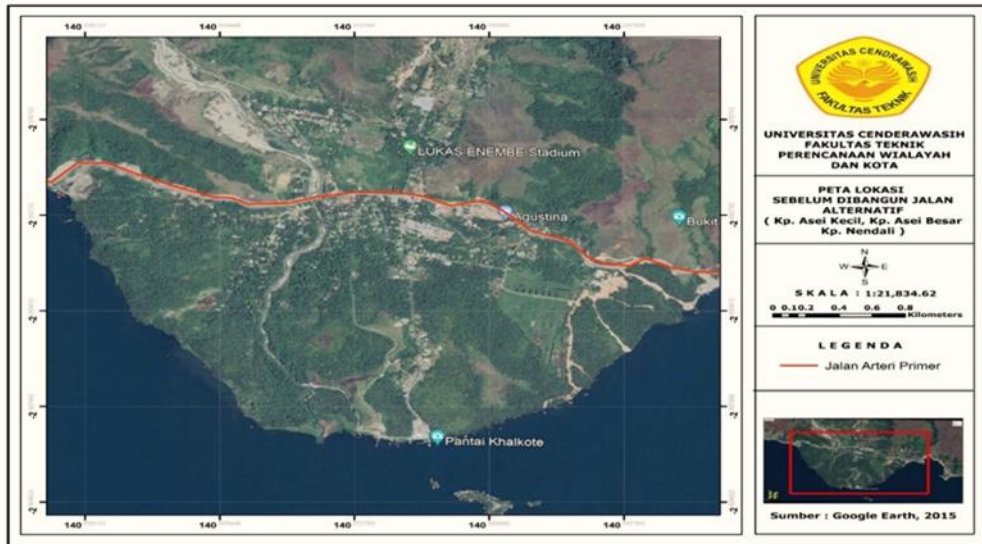 140
140
140
140
140
LUKAS ENEMBE Stadium
Agustina
Bukit
Pantai Khalkote
140
140
140
140
140
UNIVERSITAS CENDRAWASIH
FAKULTAS TEKNIK
UNIVERSITAS CENDERAWASIH
FAKULTAS TEKNIK
PERENCANAAN WIALAYAH
DAN KOTA
PETA LOKASI
SEBELUM DIBANGUN JALAN
ALTERNATIF
( Kp. Asei Kecil, Kp. Asei Besar
Kp. Nendali )
N
W E
S
SKALA : 1:21,834.62
0 0.10.2 0.4 0.6 0.8
Kilometers
LEGENDA
Jalan Arteri Primer
Sumber : Google Earth, 2015